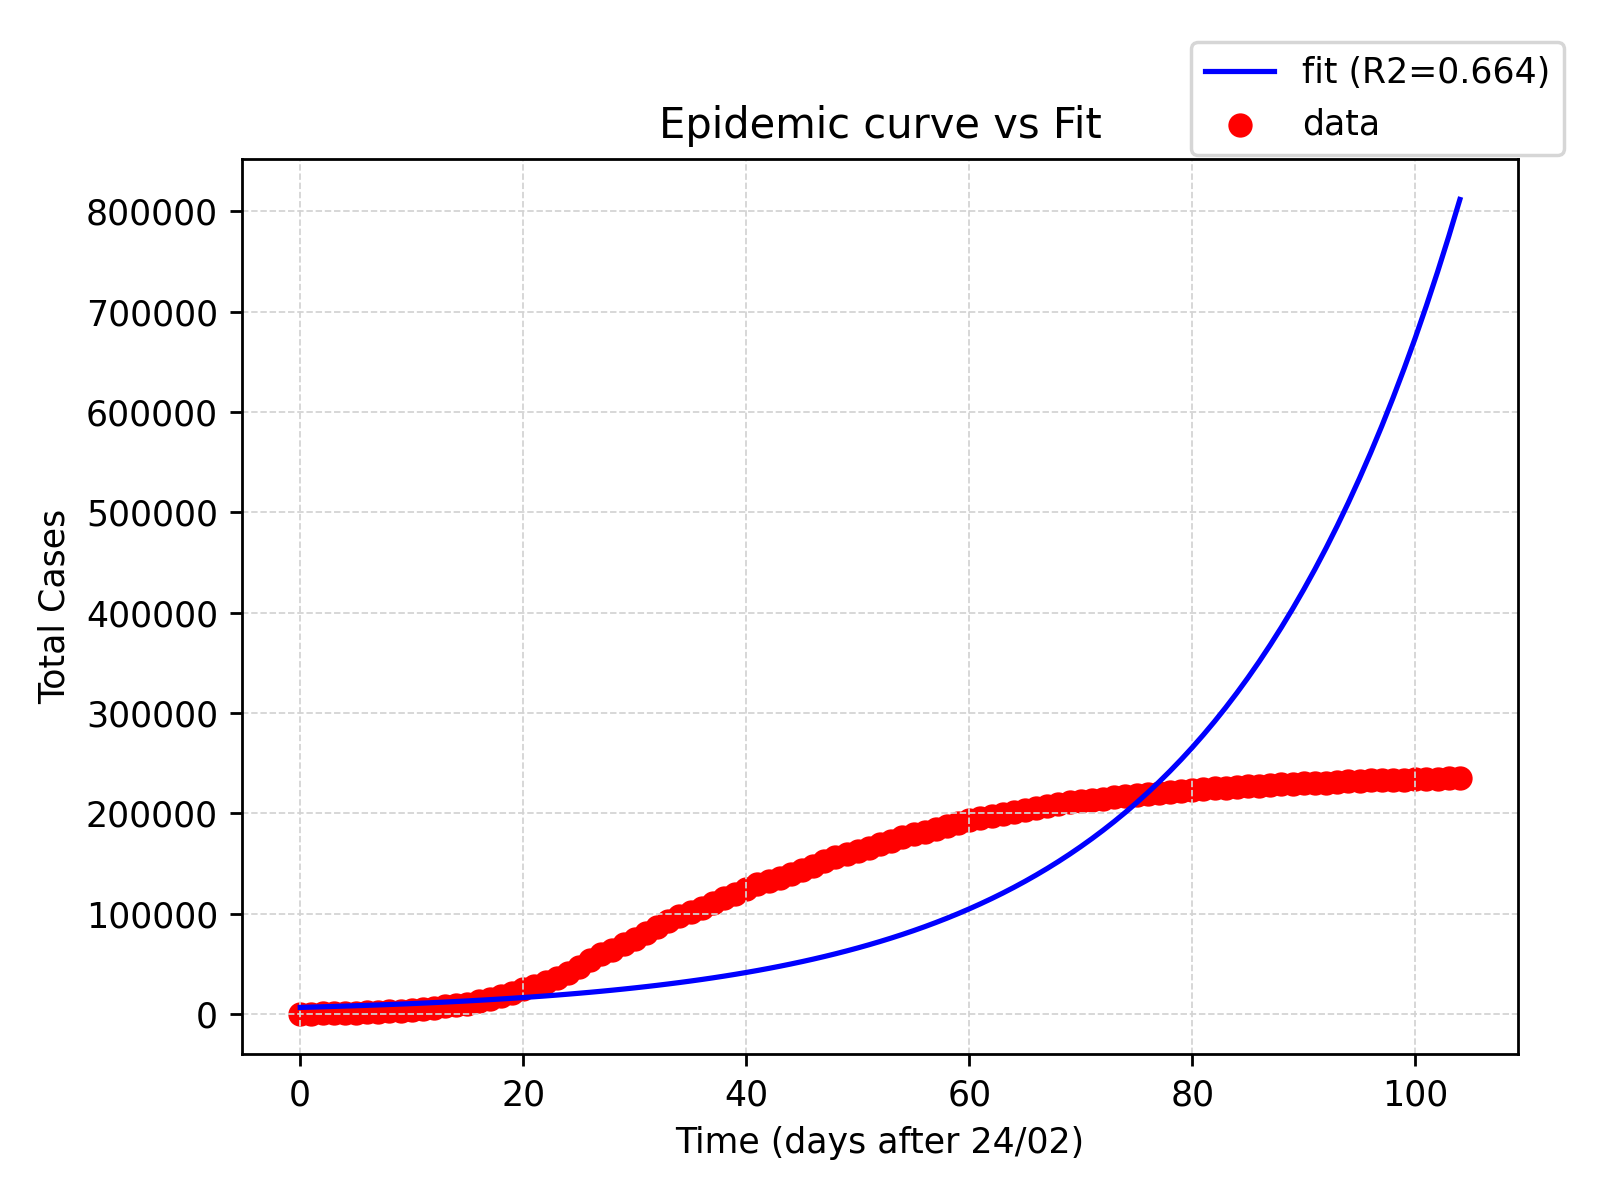 fit (R2=0.664)
data
Epidemic curve vs Fit
800000
700000
600000
500000
400000
300000
200000
100000
0
Total Cases
0 20 40 60 80 100
Time (days after 24/02)